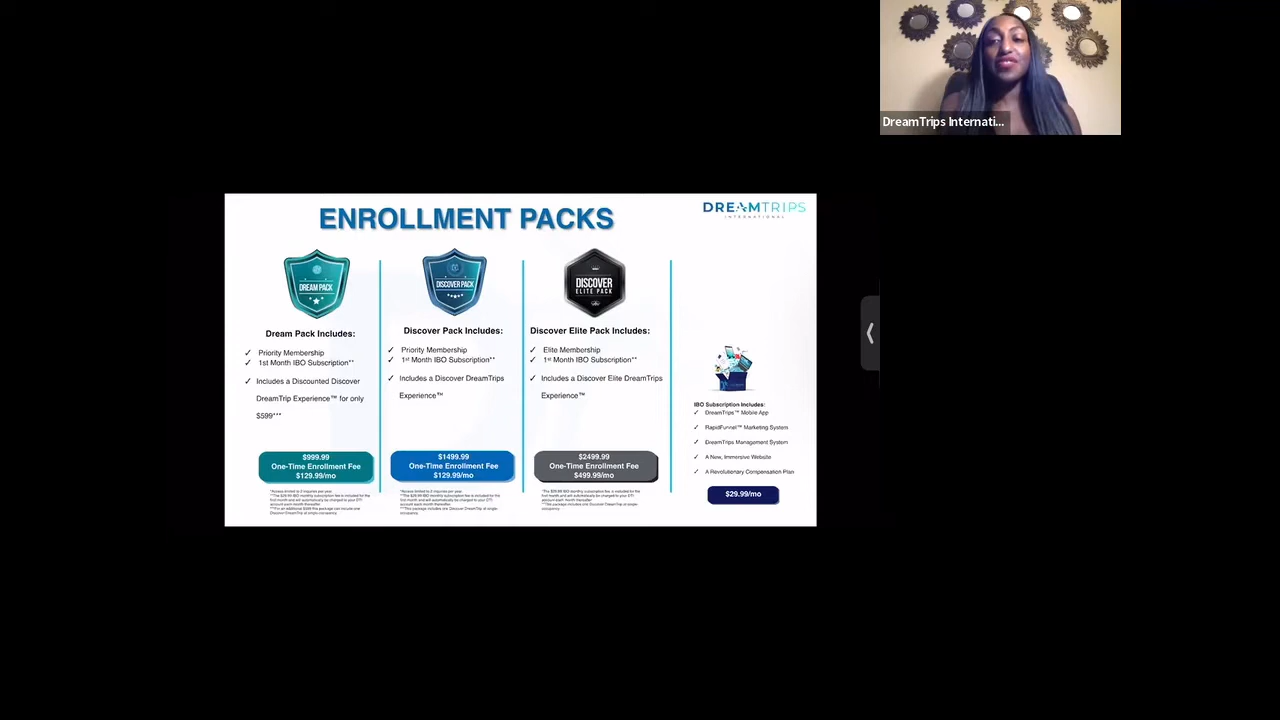 DreamTrips Internati...
ENROLLMENT PACKS
DREAMTRIPS
INTERNATIONAL
DREAM PACK
Dream Pack Includes:
✓ Priority Membership
✓ 1st Month IBO Subscription**
✓ Includes a Discounted Discover
DreamTrip Experience™ for only
$599***
$999.99
One-Time Enrollment Fee
$129.99/mo
DISCOVER PACK
Discover Pack Includes:
✓ Priority Membership
✓ 1st Month IBO Subscription**
✓ Includes a Discover DreamTrips
Experience™
$1499.99
One-Time Enrollment Fee
$129.99/mo
DISCOVER
ELITE PACK
Discover Elite Pack Includes:
✓ Elite Membership
✓ 1st Month IBO Subscription**
✓ Includes a Discover Elite DreamTrips
Experience™
$2499.99
One-Time Enrollment Fee
$499.99/mo
IBO Subscription Includes:
✓ DreamTrips™ Mobile App
✓ RapidFunnel™ Marketing System
✓ DreamTrips Management System
✓ A New, Immersive Website
✓ A Revolutionary Compensation Plan
$29.99/mo